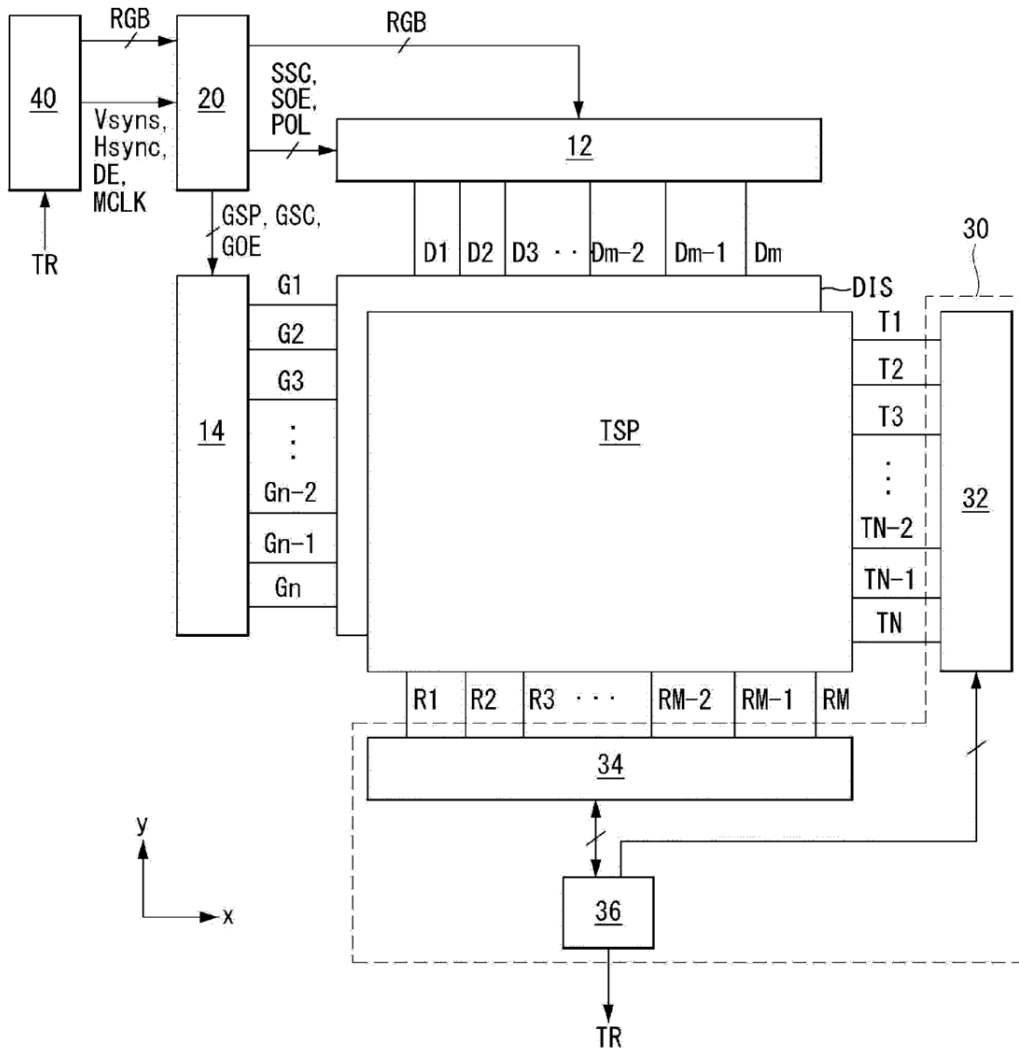 RGB
RGB
40
20
Vsyns,
Hsync,
DE,
MCLK
SSC,
SOE,
POL
12
TR
GSP, GSC,
GOE
D1 D2 D3 ··· Dm-2 Dm-1 Dm
30
DIS
14
G1
G2
G3
⋮
Gn-2
Gn-1
Gn
TSP
T1
T2
T3
⋮
TN-2
TN-1
TN
32
R1 R2 R3 ··· RM-2 RM-1 RM
34
y
x
36
TR